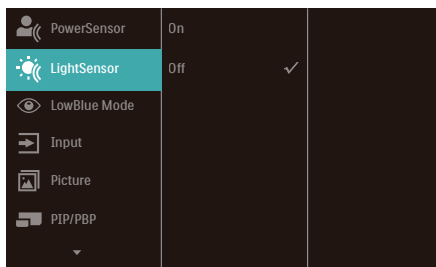 PowerSensor
On
LightSensor
Off
LowBlue Mode
Input
Picture
PIP/PBP